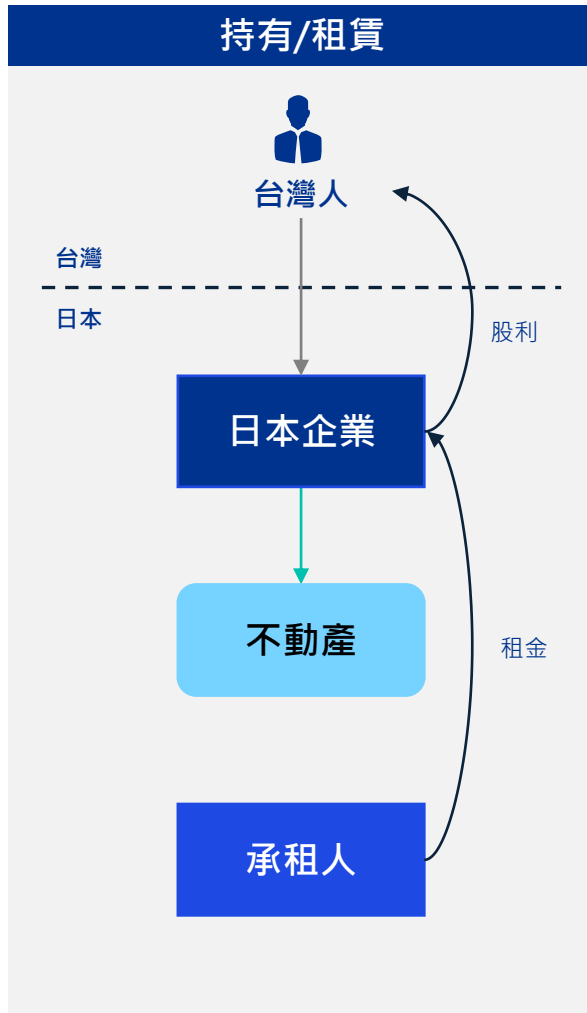 持有/租賃
台灣人
台灣
日本
股利
日本企業
不動產
租金
承租人